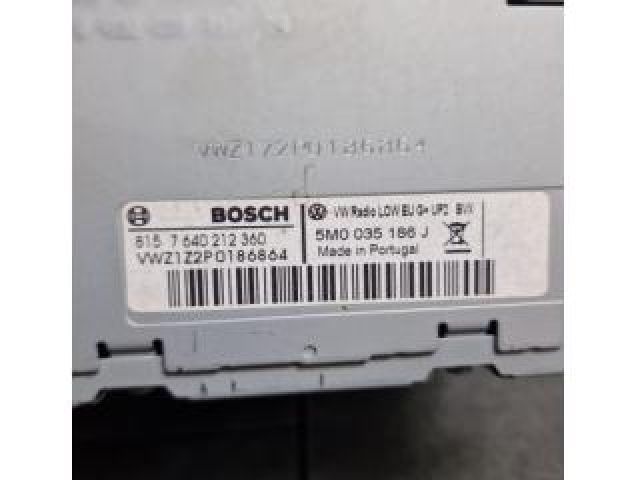 VWZ1Z2P0186864
BOSCH
815 7 640 212 360
VWZ1Z2P0186864
VW Radio LOW EU G+ UP2 BVV
5M0 035 186 J
Made in Portugal